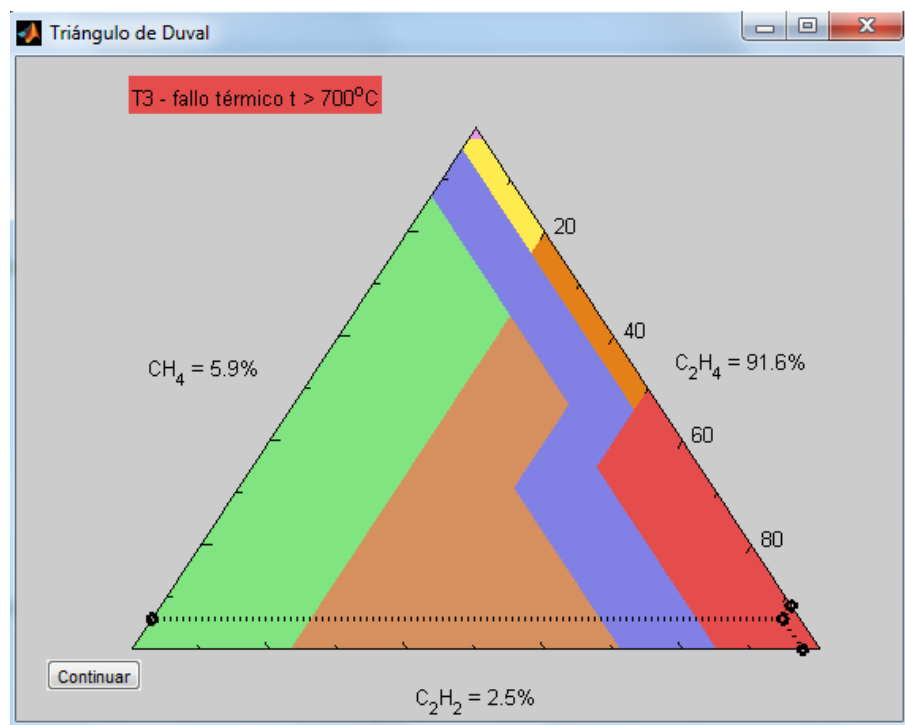 Triángulo de Duval
T3 - fallo térmico t > 700ºC
20
40
CH₄ = 5.9%
C₂H₄ = 91.6%
60
80
Continuar
C₂H₂ = 2.5%